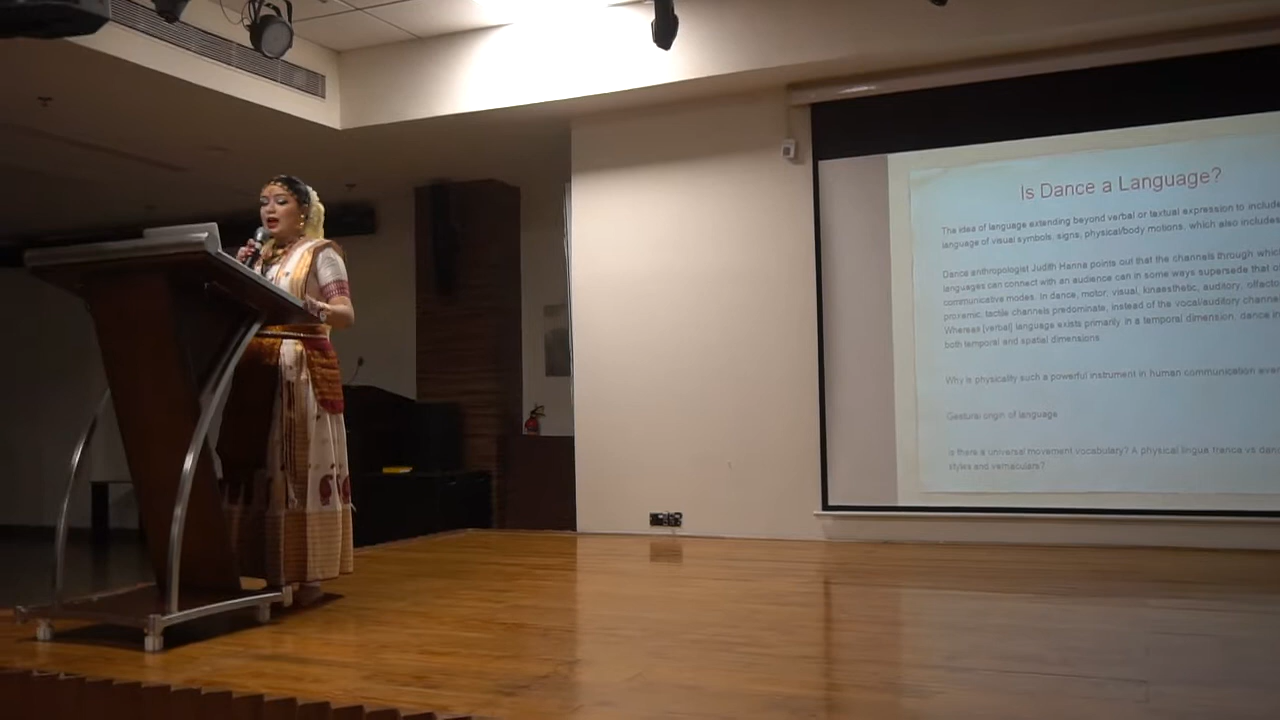 Is Dance a Language?
The idea of language extending beyond verbal or textual expression to include
language of visual symbols, signs, physical/body motions, which also includes
Dance anthropologist Judith Hanna points out that the channels through which
languages can connect with an audience can in some ways supersede that
communicative modes. In dance, motor, visual, kinaesthetic, auditory,
proxemic, tactile channels predominate, instead of the vocal/auditory
Whereas [verbal] language exists primarily in a temporal dimension, dance
both temporal and spatial dimensions
Why is physicality such a powerful instrument in human communication
Gestural origin of language
Is there a universal movement vocabulary? A physical lingua franca vs
styles and vernabulars?